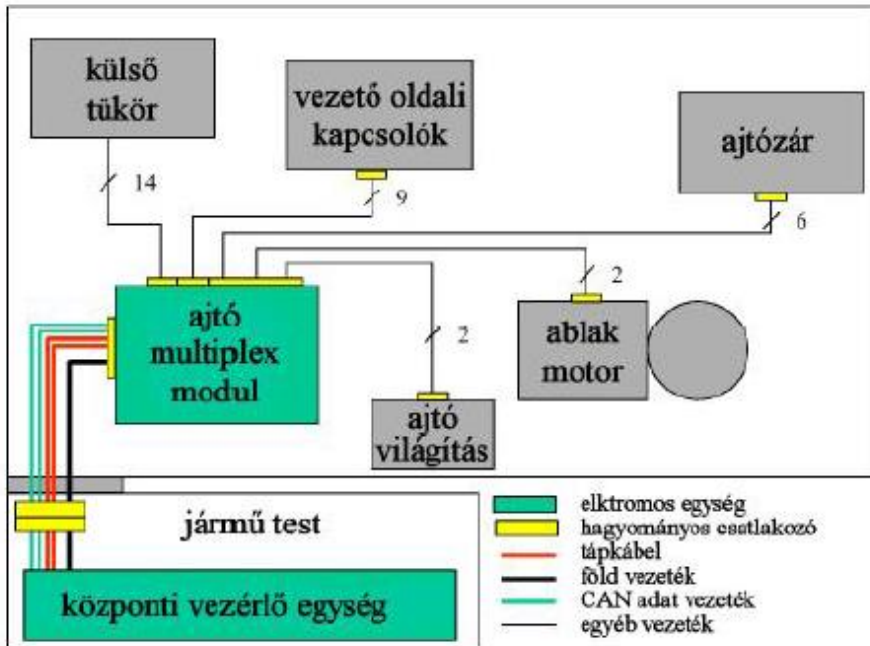 külső
tükör
vezető oldali
kapcsolók
ajtózár
14
9
6
2
2
ajtó
multiplex
modul
ablak
motor
ajtó
világítás
jármű test
központi vezérlő egység
elktromos egység
hagyományos csatlakozó
tápkábel
föld vezeték
CAN adat vezeték
egyéb vezeték